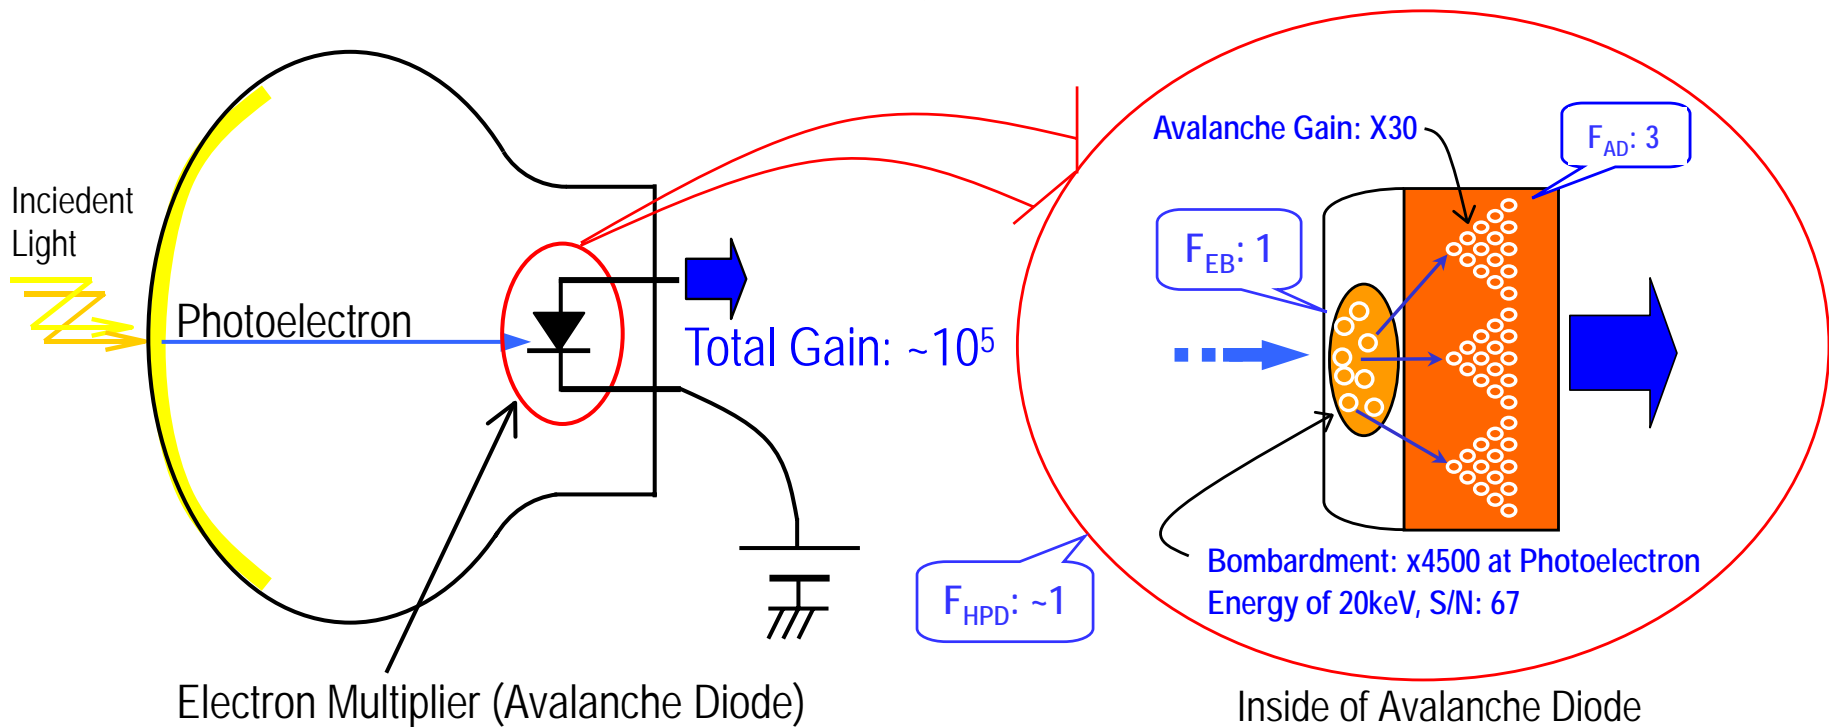 Inciedent
Light
Photoelectron
Total Gain: ~10⁵
Electron Multiplier (Avalanche Diode)
Avalanche Gain: X30
F_AD: 3
F_EB: 1
F_HPD: ~1
Bombardment: x4500 at Photoelectron
Energy of 20keV, S/N: 67
Inside of Avalanche Diode